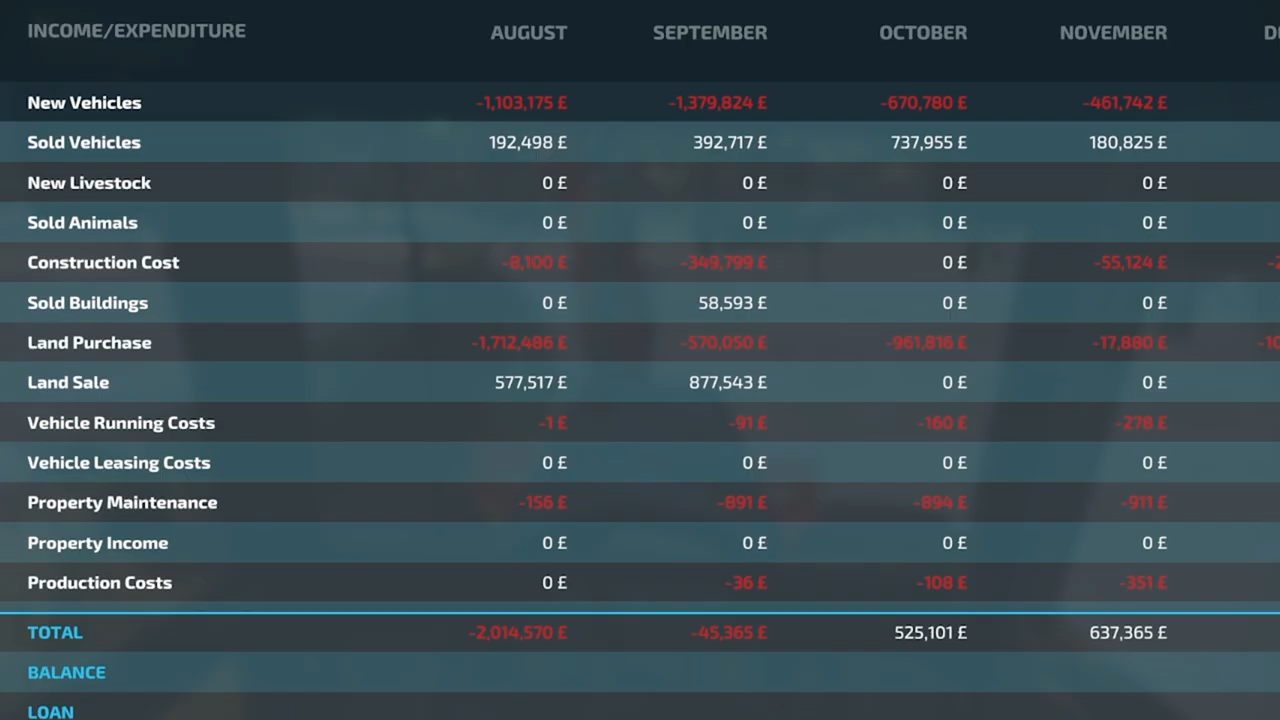 INCOME/EXPENDITURE AUGUST SEPTEMBER OCTOBER NOVEMBER
New Vehicles -1,103,175 £ -1,379,824 £ -670,780 £ -461,742 £
Sold Vehicles 192,498 £ 392,717 £ 737,955 £ 180,825 £
New Livestock 0 £ 0 £ 0 £ 0 £
Sold Animals 0 £ 0 £ 0 £ 0 £
Construction Cost -8,100 £ -349,799 £ 0 £ -55,124 £
Sold Buildings 0 £ 58,593 £ 0 £ 0 £
Land Purchase -1,712,486 £ -570,050 £ -961,816 £ -17,880 £
Land Sale 577,517 £ 877,543 £ 0 £ 0 £
Vehicle Running Costs -1 £ -91 £ -160 £ -278 £
Vehicle Leasing Costs 0 £ 0 £ 0 £ 0 £
Property Maintenance -156 £ -891 £ -894 £ -911 £
Property Income 0 £ 0 £ 0 £ 0 £
Production Costs 0 £ -36 £ -108 £ -351 £
TOTAL -2,014,570 £ -45,365 £ 525,101 £ 637,365 £
BALANCE
LOAN